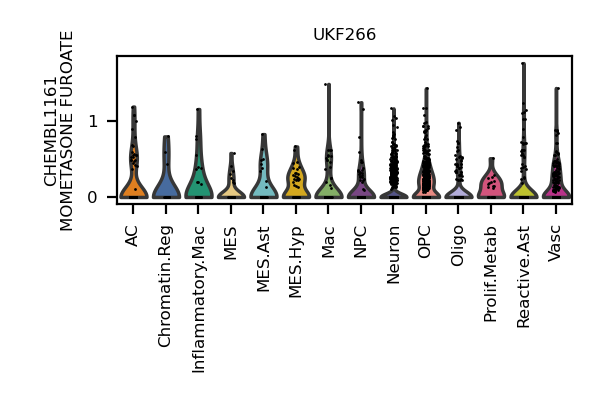 UKF266
CHEMBL1161
MOMETASONE FUROATE
1
0
AC
Chromatin.Reg
Inflammatory.Mac
MES
MES.Ast
MES.Hyp
Mac
NPC
Neuron
OPC
Oligo
Prolif.Metab
Reactive.Ast
Vasc